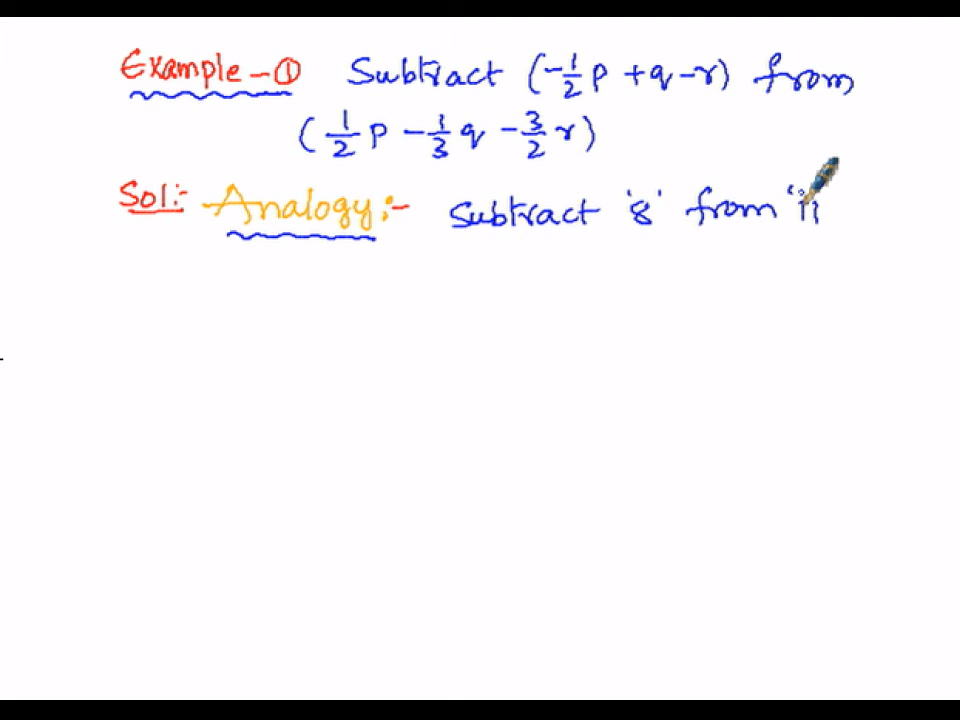 Example-① Subtract (-1/2 p + q - r) from
(1/2 p - 1/3 q - 3/2 r)
Sol:- Analogy:- Subtract '8' from '11